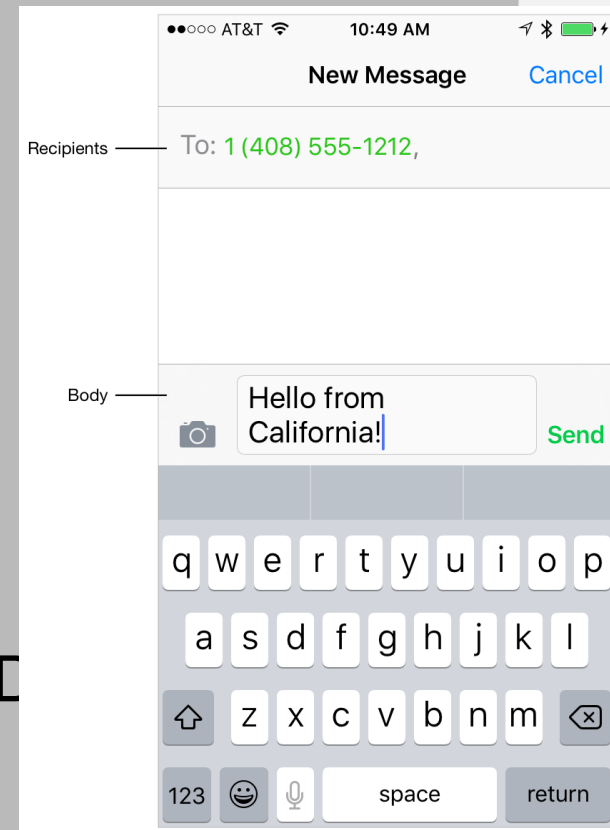 AT&T 10:49 AM
New Message Cancel
Recipients To: 1 (408) 555-1212,
Body Hello from
California!
Send
q w e r t y u i o p
a s d f g h j k l
z x c v b n m
123 space return
D